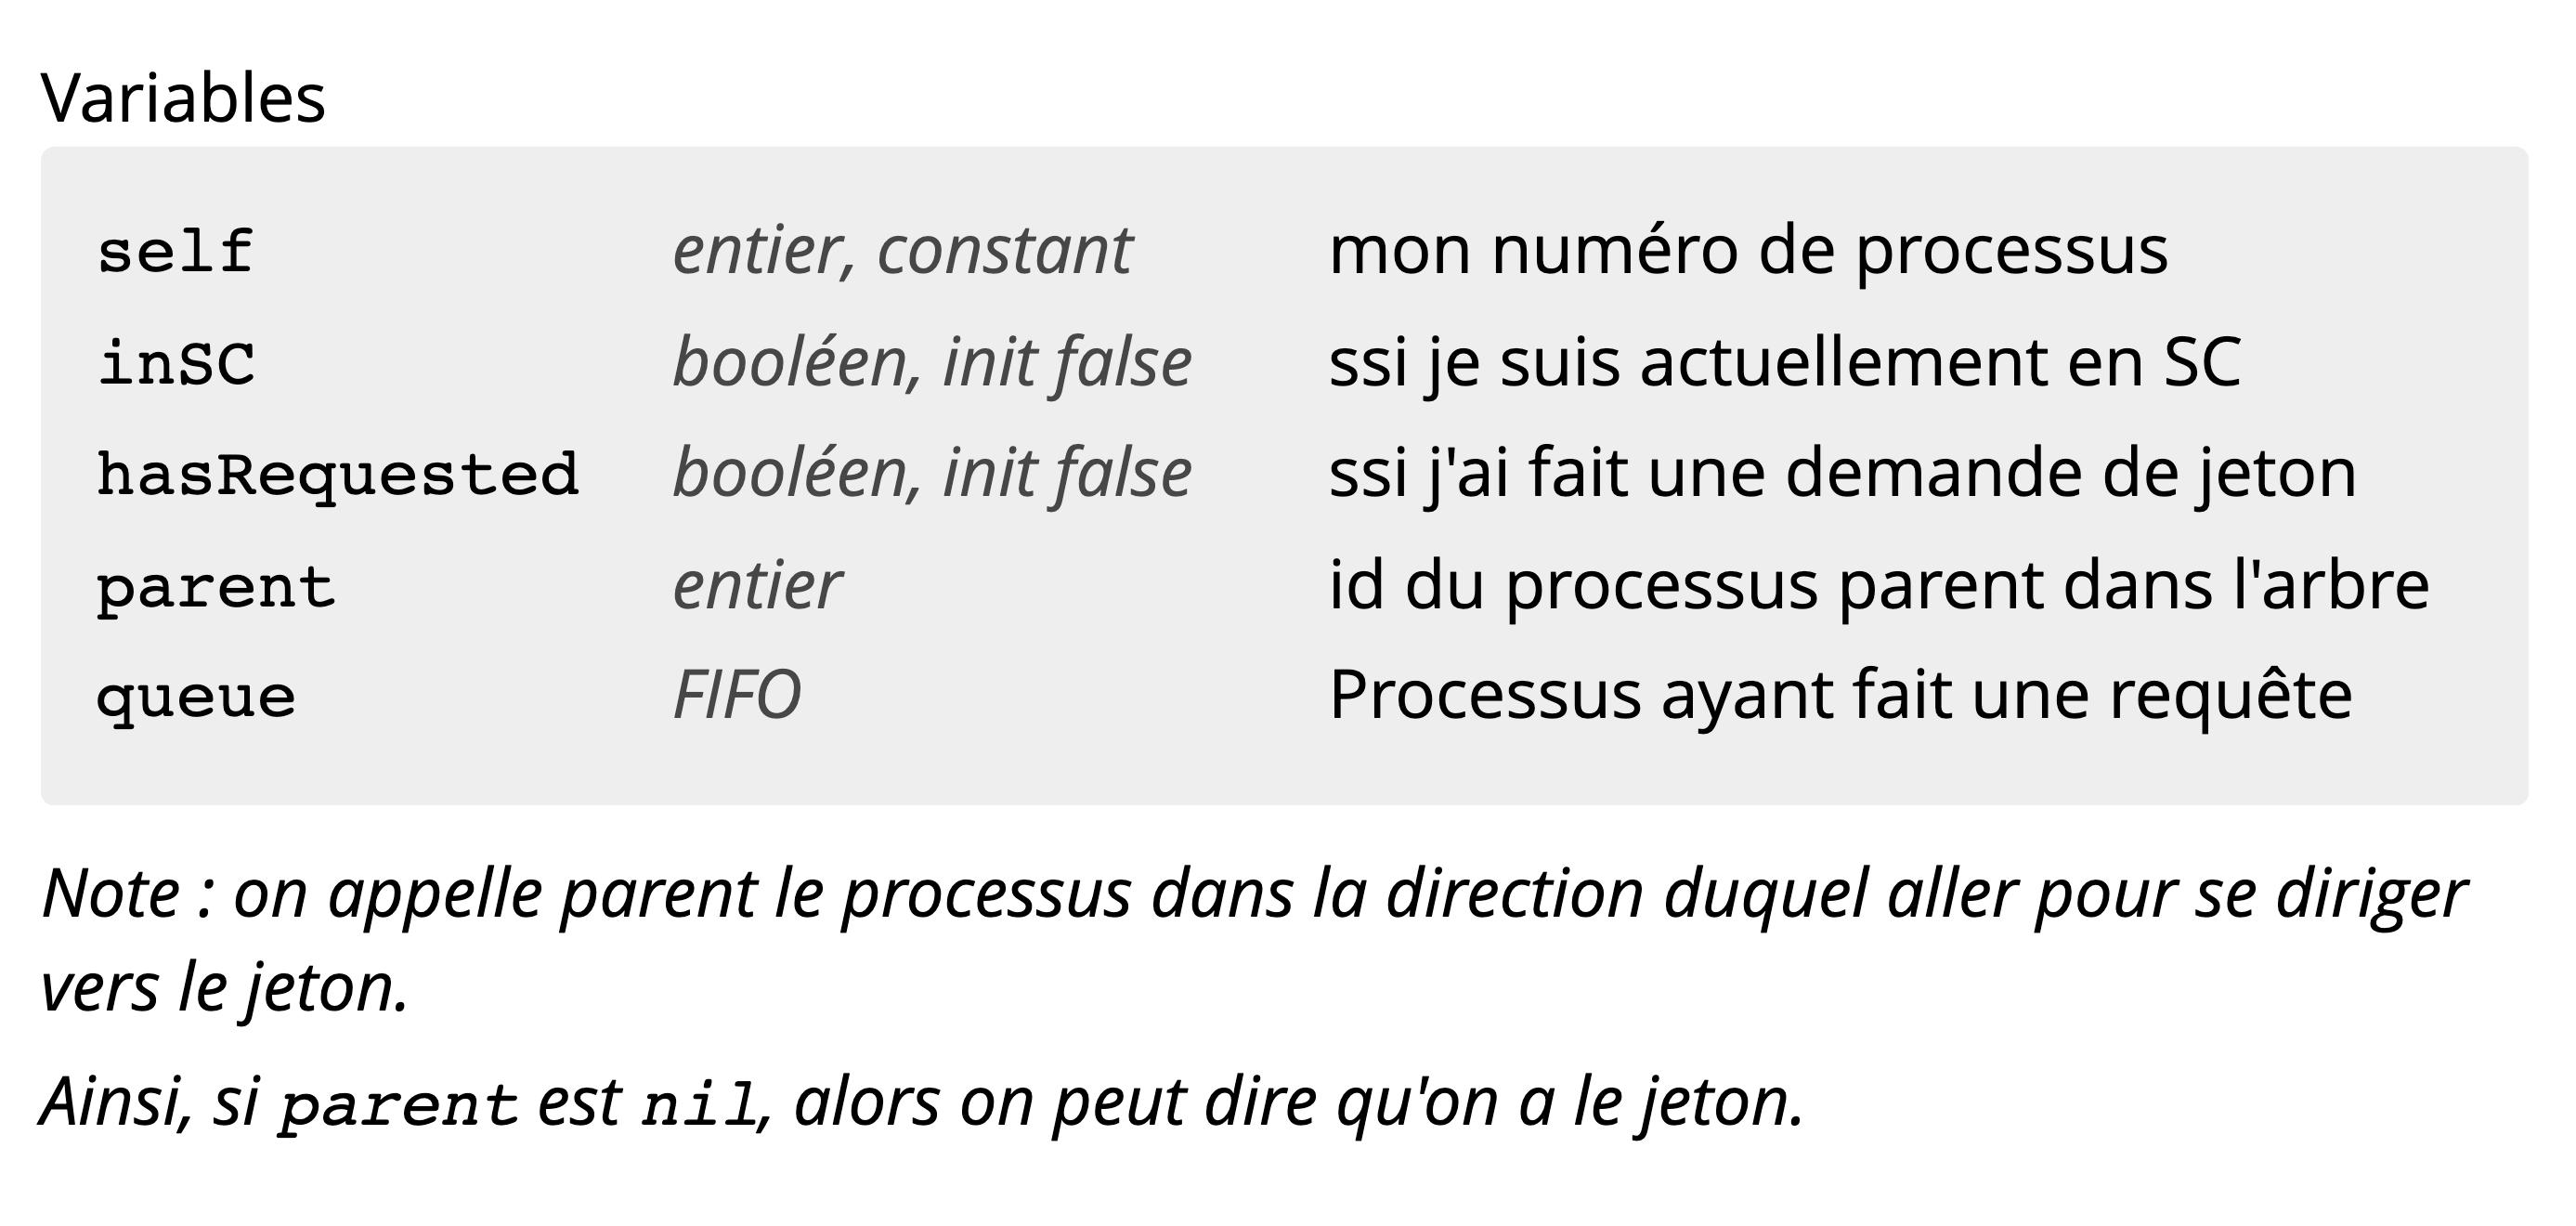 Variables
self entier, constant mon numéro de processus
inSC booléen, init false ssi je suis actuellement en SC
hasRequested booléen, init false ssi j'ai fait une demande de jeton
parent entier id du processus parent dans l'arbre
queue FIFO Processus ayant fait une requête
Note : on appelle parent le processus dans la direction duquel aller pour se diriger
vers le jeton.
Ainsi, si parent est nil, alors on peut dire qu'on a le jeton.